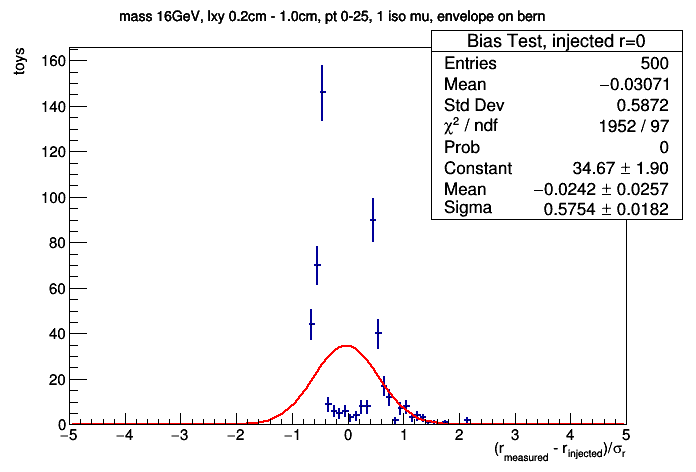 mass 16GeV, lxy 0.2cm - 1.0cm, pt 0-25, 1 iso mu, envelope on bern
Bias Test, injected r=0
Entries 500
Mean −0.03071
Std Dev 0.5872
χ² / ndf 1952 / 97
Prob 0
Constant 34.67 ± 1.90
Mean −0.0242 ± 0.0257
Sigma 0.5754 ± 0.0182
toys
160
140
120
100
80
60
40
20
0
−5 −4 −3 −2 −1 0 1 2 3 4 5
(r_measured - r_injected)/σ_r